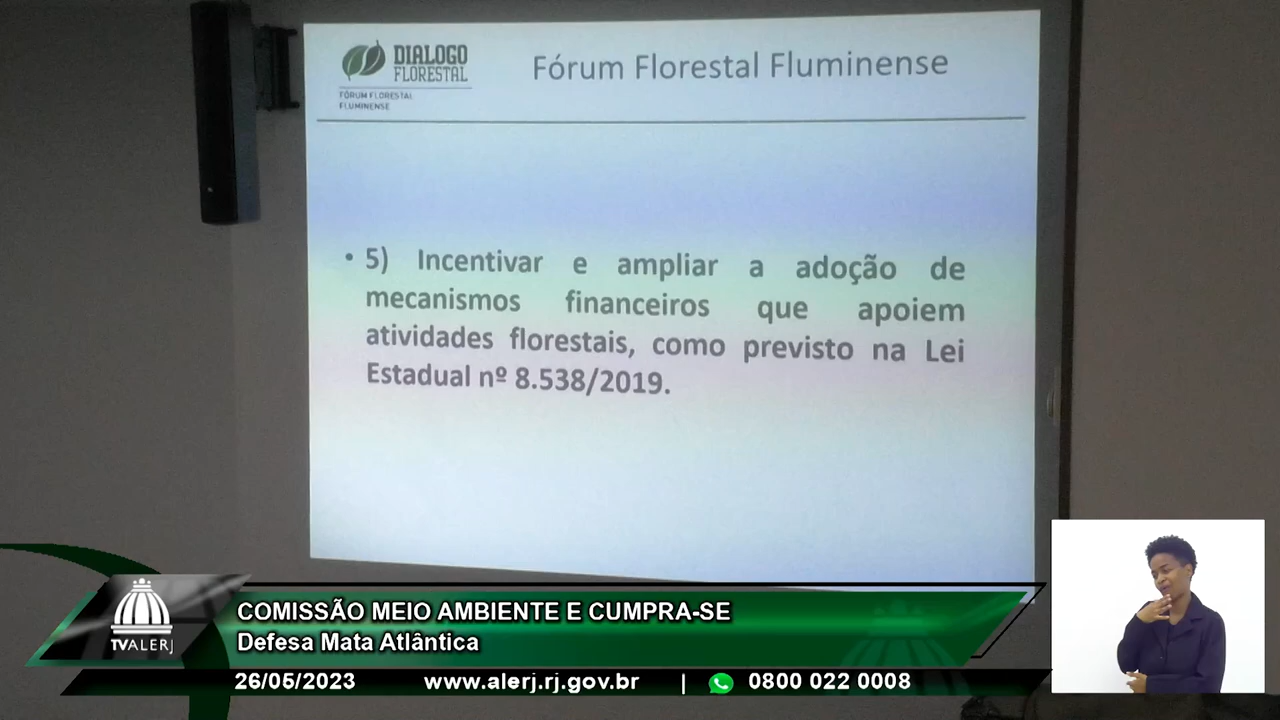 DIALOGO
FLORESTAL
FÓRUM FLORESTAL
FLUMINENSE
Fórum Florestal Fluminense
• 5) Incentivar e ampliar a adoção de
mecanismos financeiros que apoiem
atividades florestais, como previsto na Lei
Estadual nº 8.538/2019.
TVALERJ
COMISSÃO MEIO AMBIENTE E CUMPRA-SE
Defesa Mata Atlântica
26/05/2023 www.alerj.rj.gov.br | 0800 022 0008